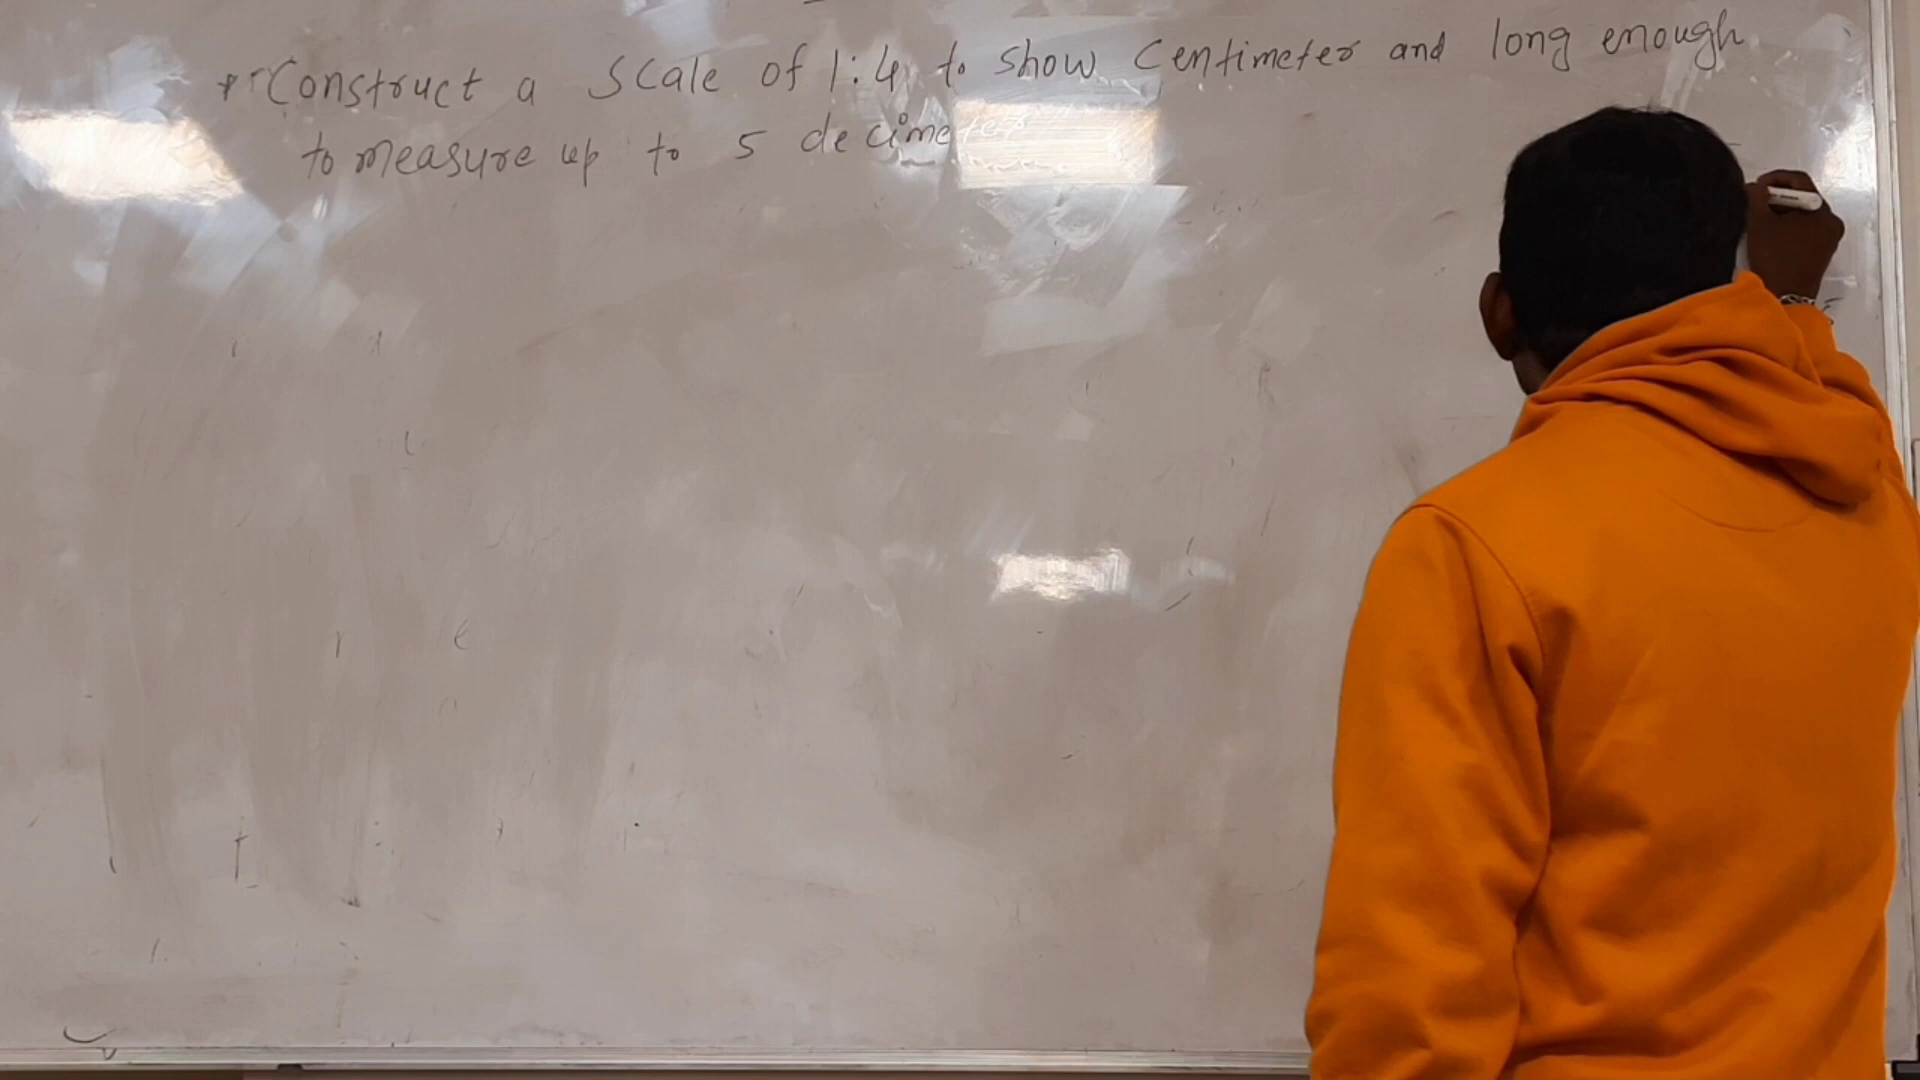 * Construct a Scale of 1:4 to show Centimeter and long enough
to measure up to 5 decimeter